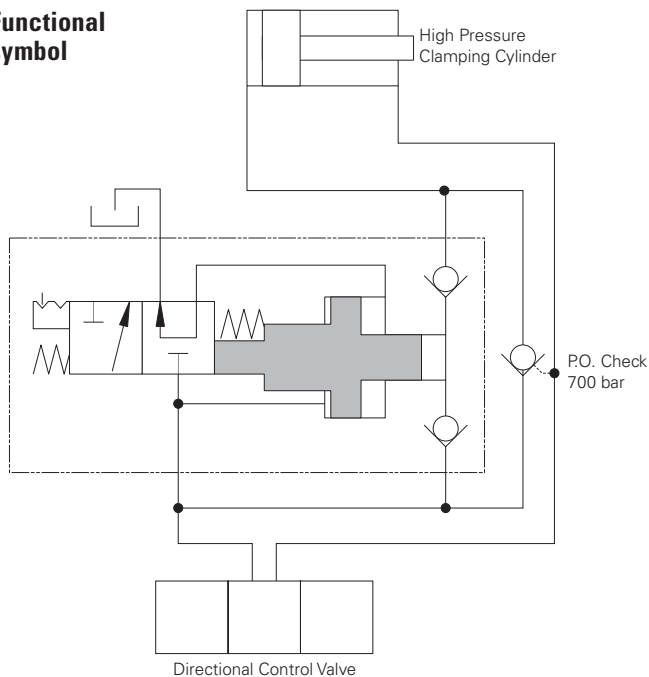 Functional
symbol
High Pressure
Clamping Cylinder
P.O. Check
700 bar
Directional Control Valve